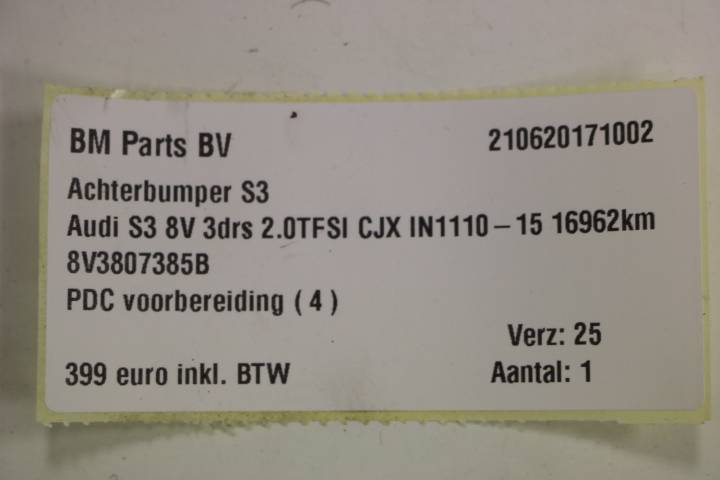 BM Parts BV 210620171002
Achterbumper S3
Audi S3 8V 3drs 2.0TFSI CJX IN1110-15 16962km
8V3807385B
PDC voorbereiding ( 4 )
Verz: 25
399 euro inkl. BTW Aantal: 1